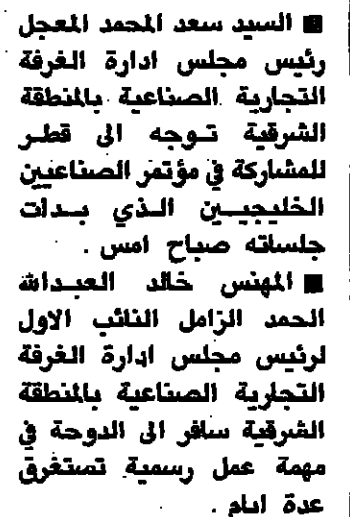 ■ السيد سعد المحمد المعجل
رئيس مجلس ادارة الغرفة
التجارية الصناعية بالمنطقة
الشرقية توجه الى قطر
للمشاركة في مؤتمر الصناعيين
الخليجيين الذي بدات
جلساته صباح امس .
■ المهنس خالد العبدالله
الحمد الزامل النائب الاول
لرئيس مجلس ادارة الغرفة
التجارية الصناعية بالمنطقة
الشرقية سافر الى الدوحة في
مهمة عمل رسمية تستغرق
عدة ايام .